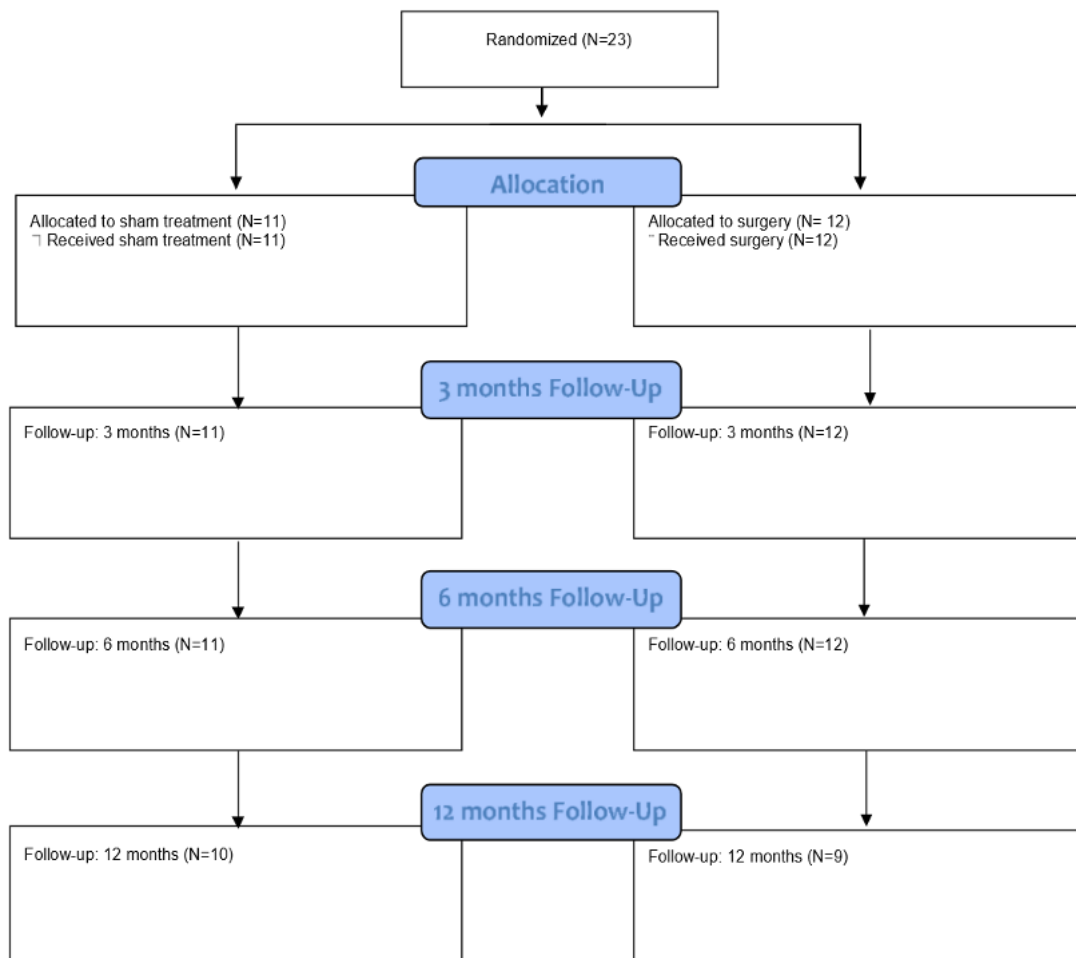 Randomized (N=23)
Allocation
Allocated to sham treatment (N=11)
Received sham treatment (N=11)
Allocated to surgery (N= 12)
Received surgery (N=12)
3 months Follow-Up
Follow-up: 3 months (N=11)
Follow-up: 3 months (N=12)
6 months Follow-Up
Follow-up: 6 months (N=11)
Follow-up: 6 months (N=12)
12 months Follow-Up
Follow-up: 12 months (N=10)
Follow-up: 12 months (N=9)